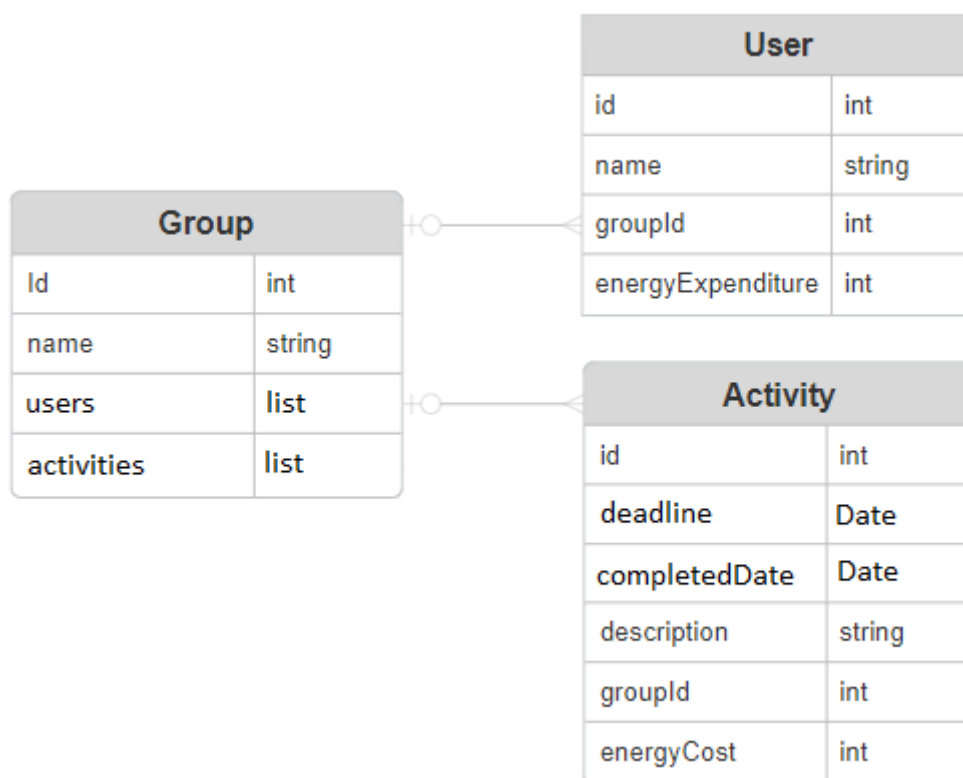 User
id int
name string
groupId int
energyExpenditure int
Group
Id int
name string
users list
activities list
Activity
id int
deadline Date
completedDate Date
description string
groupId int
energyCost int